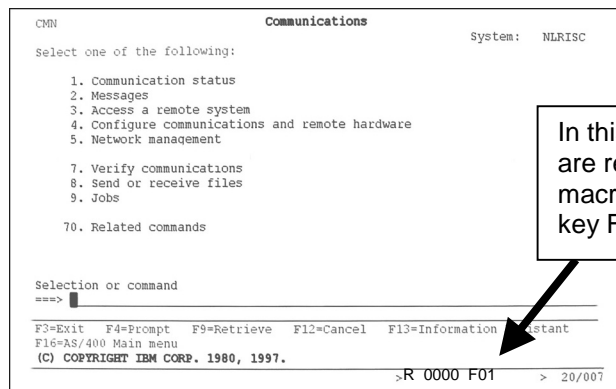 CMN Communications
System: NLRISC
Select one of the following:
1. Communication status
2. Messages
3. Access a remote system
4. Configure communications and remote hardware
5. Network management
7. Verify communications
8. Send or receive files
9. Jobs
70. Related commands
In thi
are re
macr
key F
Selection or command
===>
F3=Exit F4=Prompt F9=Retrieve F12=Cancel F13=Information istant
F16=AS/400 Main menu
(C) COPYRIGHT IBM CORP. 1980, 1997.
>R 0000 F01 > 20/007